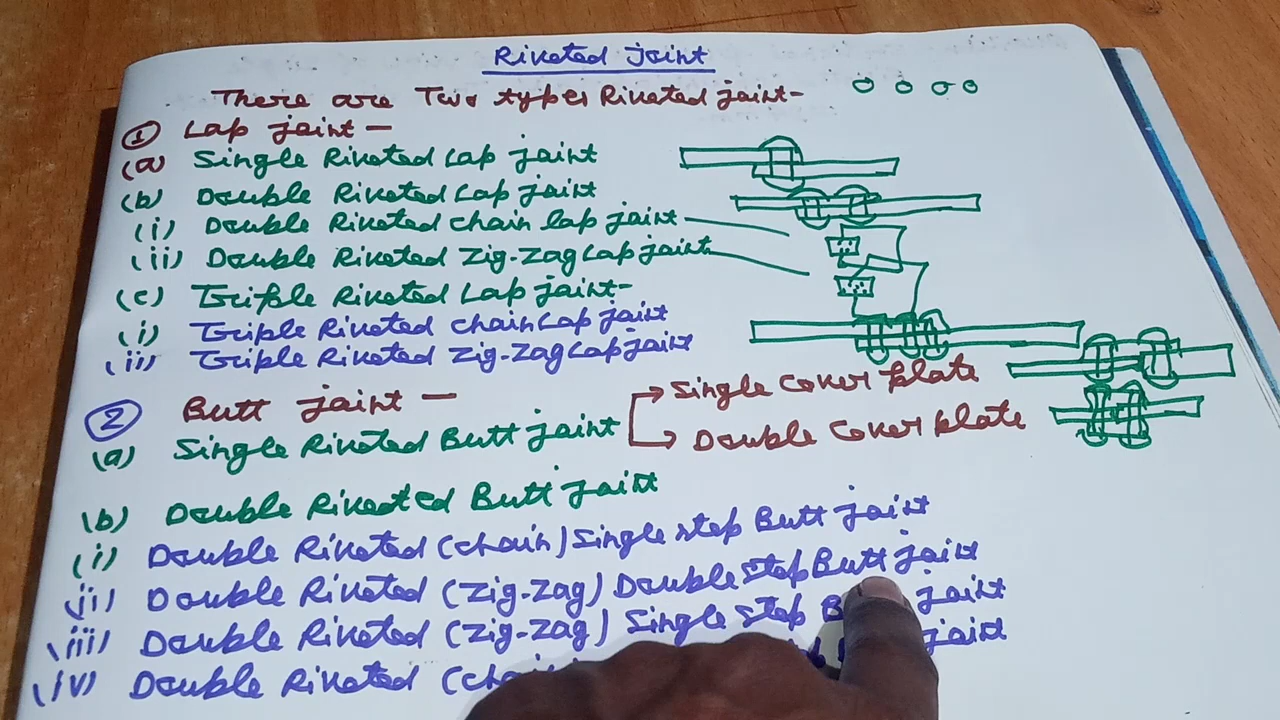 Riveted joint
There are Two types Riveted joint-
① Lap joint —
(a) Single Riveted Lap joint
(b) Double Riveted Lap joint
(i) Double Riveted chain lap joint
(ii) Double Riveted Zig-Zag Lap joint
(c) Triple Riveted Lap joint-
(i) Triple Riveted chain Lap joint
(ii) Triple Riveted Zig-Zag Lap joint
② Butt joint —
(a) Single Riveted Butt joint
Single Cover plate
Double Cover plate
(b) Double Riveted Butt joint
(i) Double Riveted (chain) Single step Butt joint
(ii) Double Riveted (Zig-Zag) Double step Butt joint
(iii) Double Riveted (Zig-Zag) Single step joint
(iv) Double Riveted joint